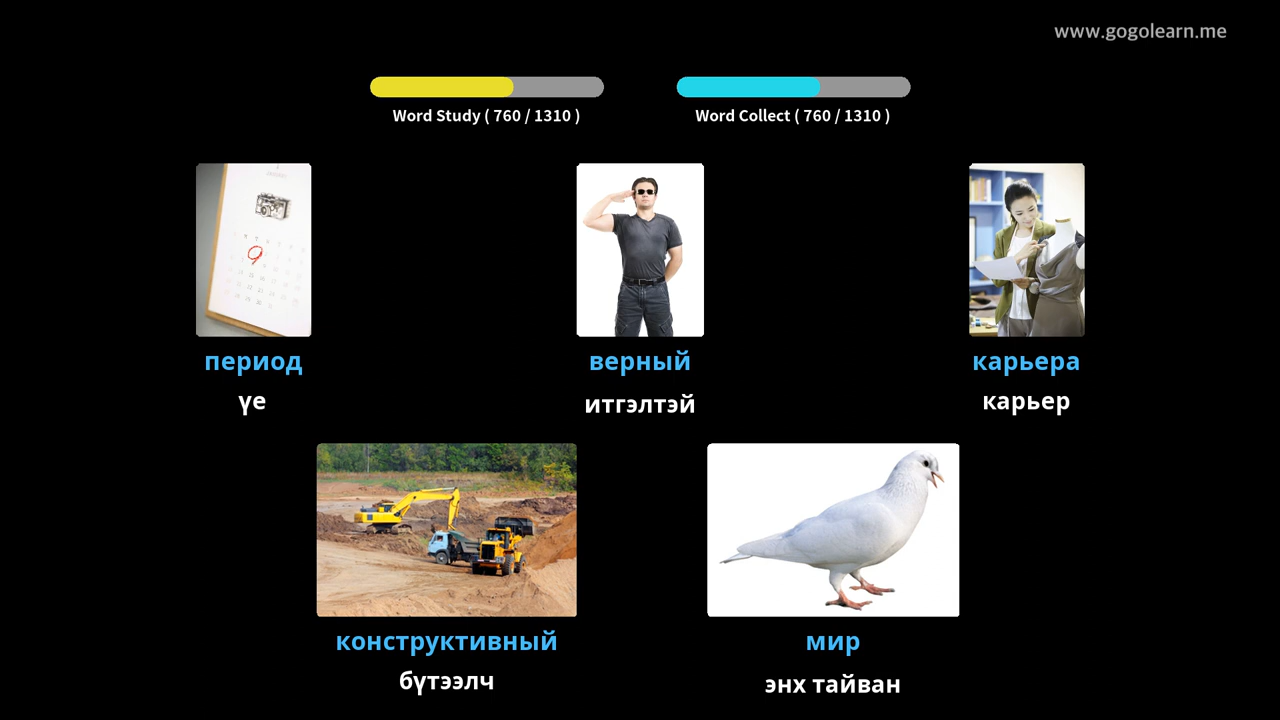 www.gogolearn.me
Word Study ( 760 / 1310 )
Word Collect ( 760 / 1310 )
период
үе
верный
итгэлтэй
карьера
карьер
конструктивный
бүтээлч
мир
энх тайван